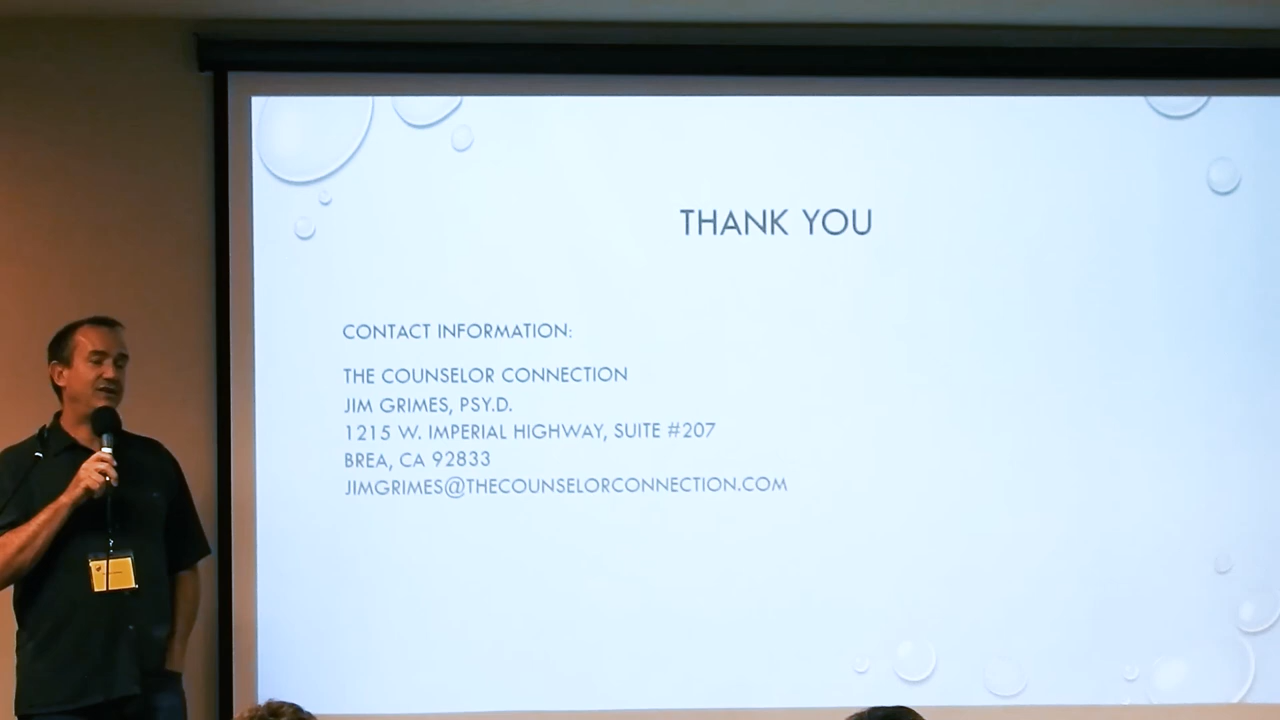 THANK YOU
CONTACT INFORMATION:
THE COUNSELOR CONNECTION
JIM GRIMES, PSY.D.
1215 W. IMPERIAL HIGHWAY, SUITE #207
BREA, CA 92833
JIMGRIMES@THECOUNSELORCONNECTION.COM